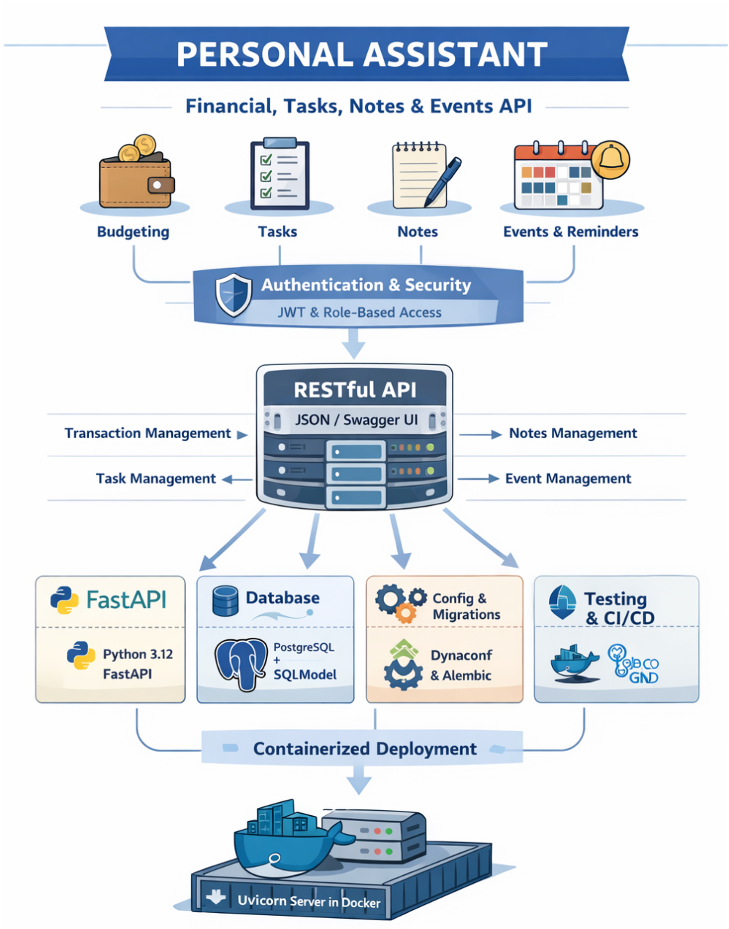 PERSONAL ASSISTANT
Financial, Tasks, Notes & Events API
Budgeting
Tasks
Notes
Events & Reminders
Authentication & Security
JWT & Role-Based Access
RESTful API
JSON / Swagger UI
Transaction Management
Notes Management
Task Management
Event Management
FastAPI
Python 3.12
FastAPI
Database
PostgreSQL
+
SQLModel
Config &
Migrations
Dynaconf
& Alembic
Testing
& CI/CD
GND
Containerized Deployment
Uvicorn Server in Docker